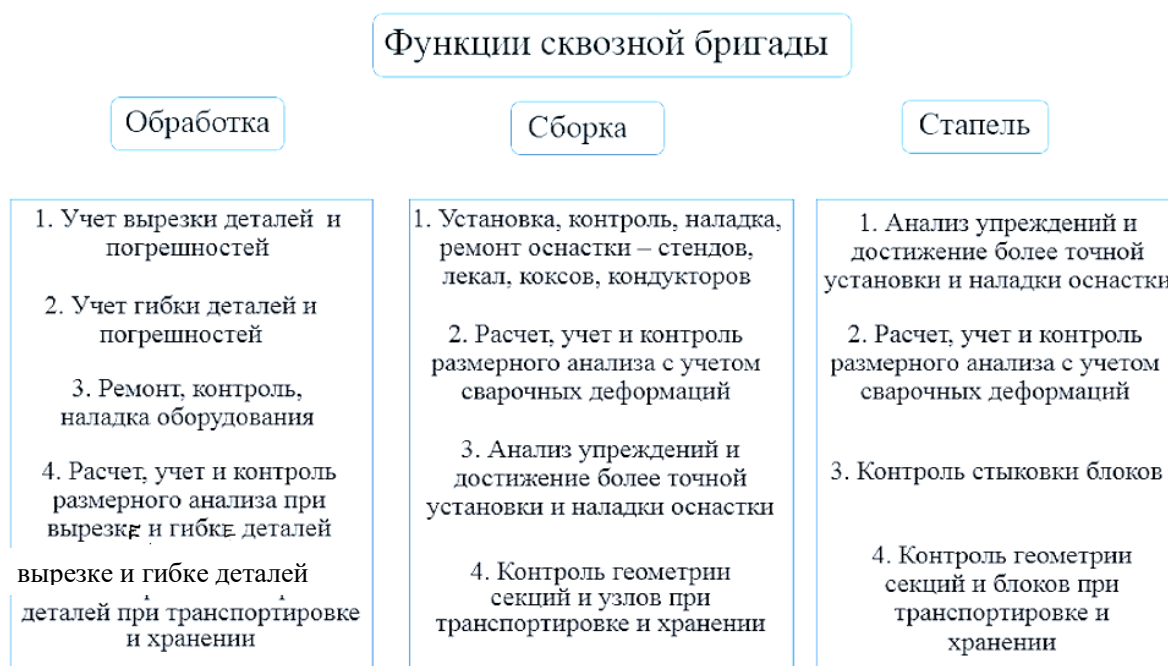 Функции сквозной бригады
Обработка
1. Учет вырезки деталей и
погрешностей
2. Учет гибки деталей и
погрешностей
3. Ремонт, контроль,
наладка оборудования
4. Расчет, учет и контроль
размерного анализа при
вырезке и гибке деталей
вырезке и гибке деталей
деталей при транспортировке
и хранении
Сборка
1. Установка, контроль, наладка,
ремонт оснастки – стендов,
лекал, коксов, кондукторов
2. Расчет, учет и контроль
размерного анализа с учетом
сварочных деформаций
3. Анализ упреждений и
достижение более точной
установки и наладки оснастки
4. Контроль геометрии
секций и узлов при
транспортировке и хранении
Стапель
1. Анализ упреждений и
достижение более точной
установки и наладки оснастки
2. Расчет, учет и контроль
размерного анализа с учетом
сварочных деформаций
3. Контроль стыковки блоков
4. Контроль геометрии
секций и блоков при
транспортировке и
хранении